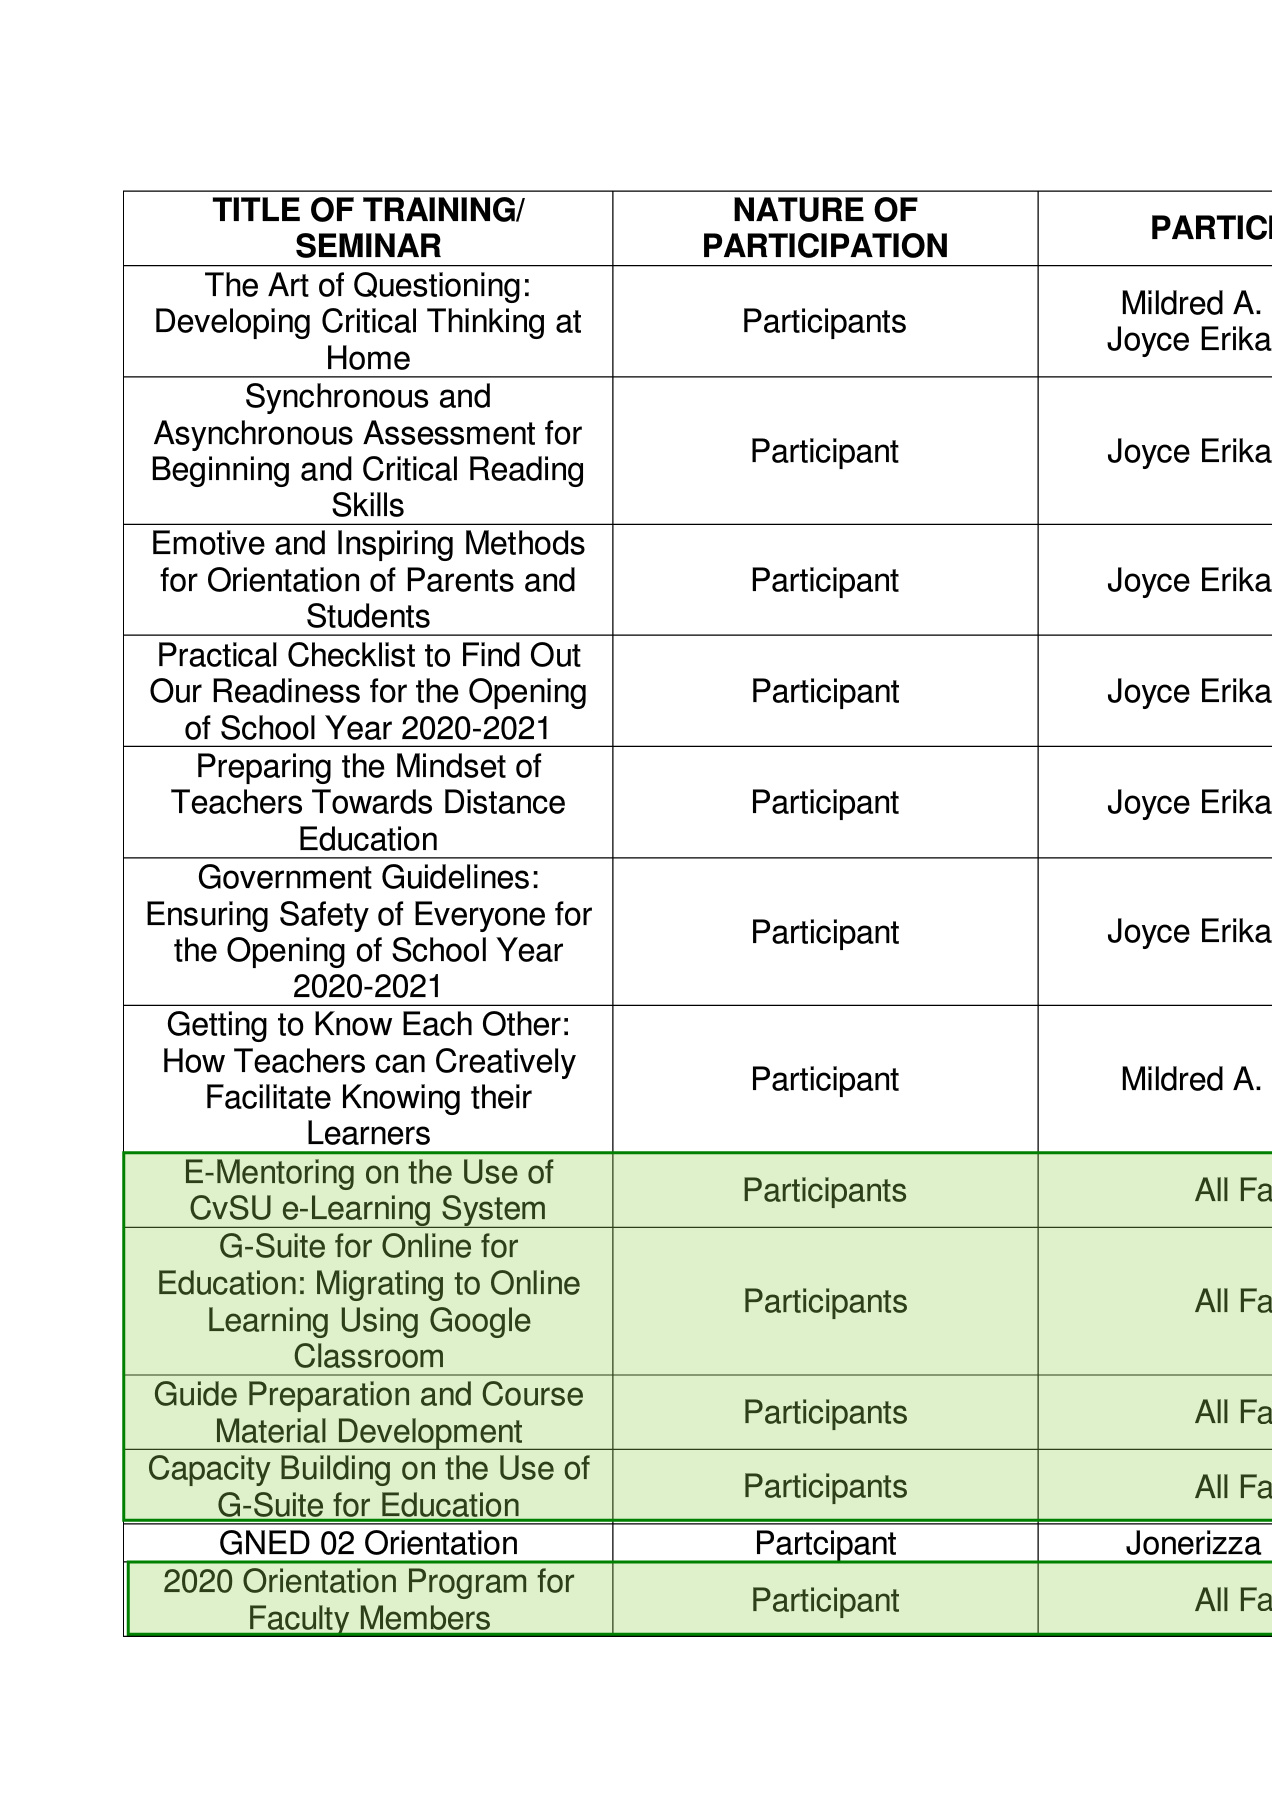 TITLE OF TRAINING/
SEMINAR
NATURE OF
PARTICIPATION
PARTICI
The Art of Questioning:
Developing Critical Thinking at
Home
Participants
Mildred A.
Joyce Erika
Synchronous and
Asynchronous Assessment for
Beginning and Critical Reading
Skills
Participant
Joyce Erika
Emotive and Inspiring Methods
for Orientation of Parents and
Students
Participant
Joyce Erika
Practical Checklist to Find Out
Our Readiness for the Opening
of School Year 2020-2021
Participant
Joyce Erika
Preparing the Mindset of
Teachers Towards Distance
Education
Participant
Joyce Erika
Government Guidelines:
Ensuring Safety of Everyone for
the Opening of School Year
2020-2021
Participant
Joyce Erika
Getting to Know Each Other:
How Teachers can Creatively
Facilitate Knowing their
Learners
Participant
Mildred A.
E-Mentoring on the Use of
CvSU e-Learning System
Participants
All Fa
G-Suite for Online for
Education: Migrating to Online
Learning Using Google
Classroom
Participants
All Fa
Guide Preparation and Course
Material Development
Participants
All Fa
Capacity Building on the Use of
G-Suite for Education
Participants
All Fa
GNED 02 Orientation
Partcipant
Jonerizza
2020 Orientation Program for
Faculty Members
Participant
All Fa